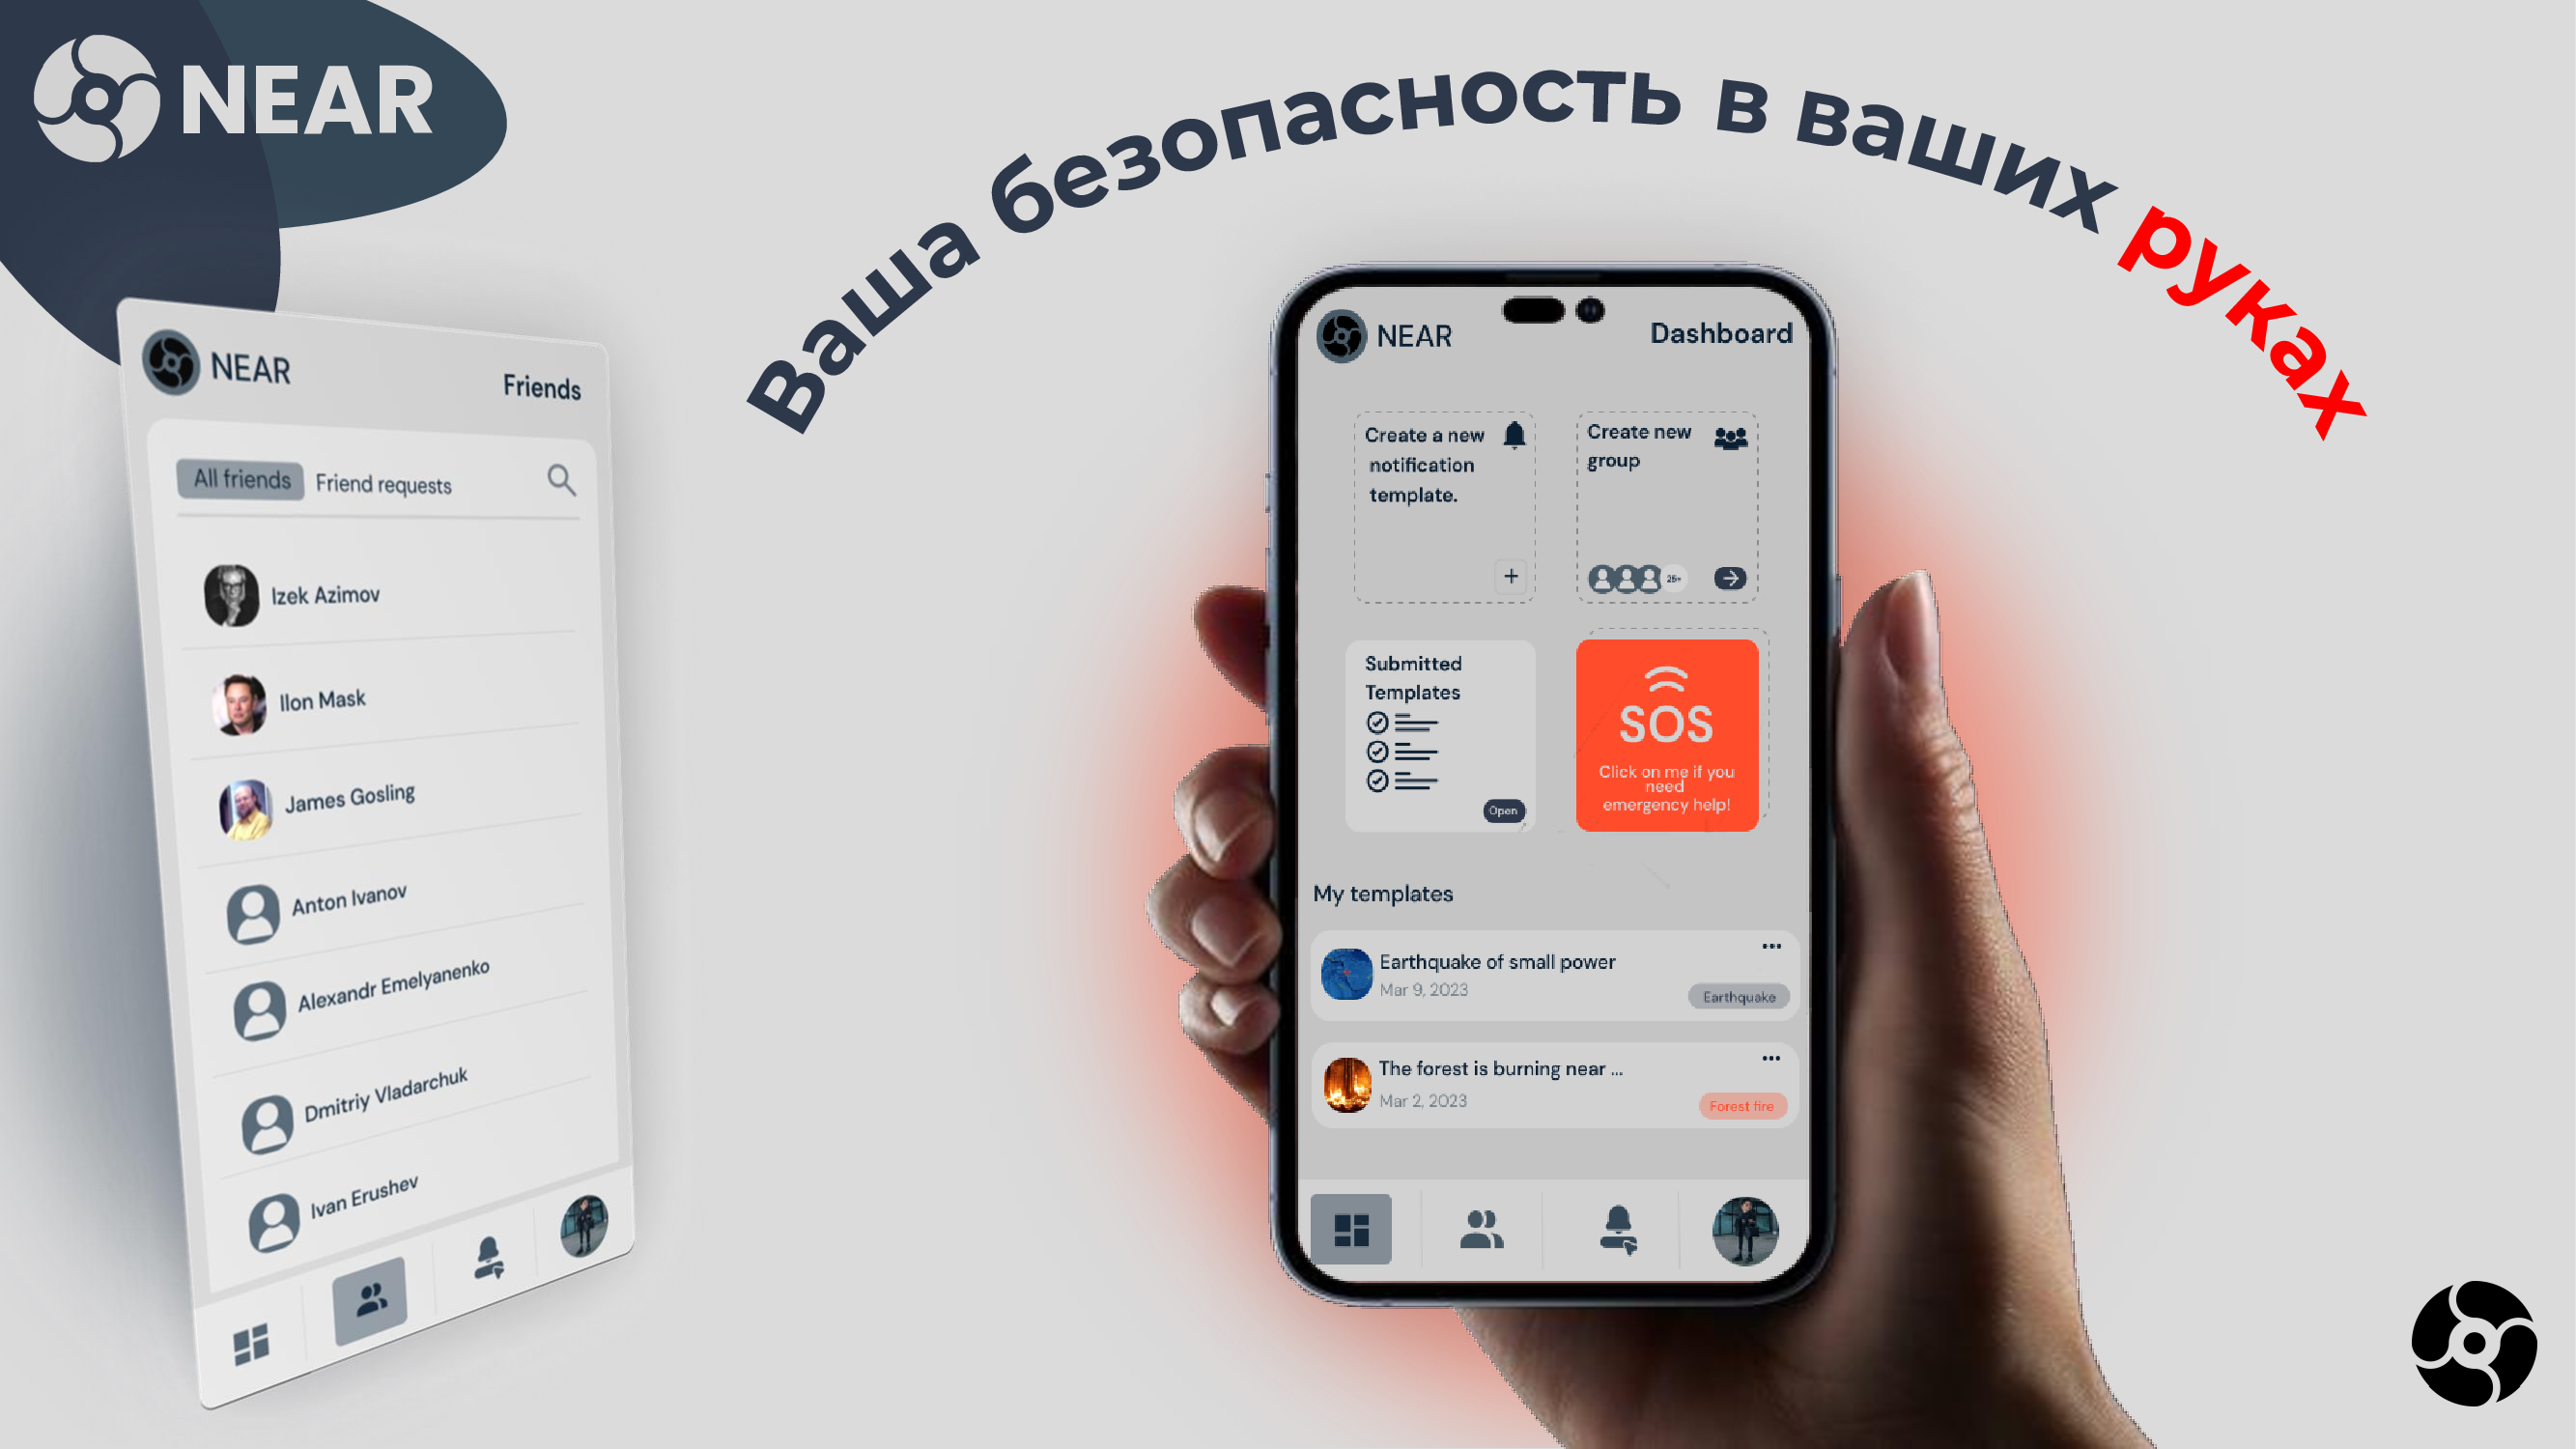 NEAR
Ваша безопасность в ваших руках
NEAR
Friends
All friends
Friend requests
Izek Azimov
Ilon Mask
James Gosling
Anton Ivanov
Alexandr Emelyanenko
Dmitriy Vladarchuk
Ivan Erushev
NEAR
Dashboard
Create a new
notification
template.
Create new
group
25+
Submitted
Templates
Open
SOS
Click on me if you
need
emergency help!
My templates
Earthquake of small power
Mar 9, 2023
Earthquake
The forest is burning near ...
Mar 2, 2023
Forest fire